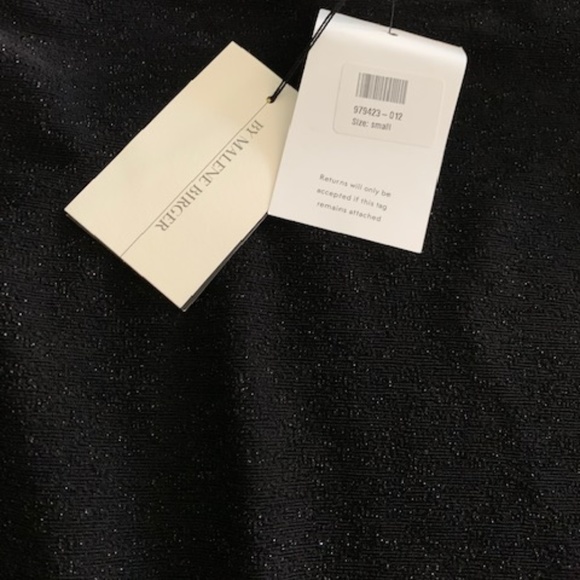 BY MALENE BIRGER
979423-012
Size: small
Returns will only be
accepted if this tag
remains attached